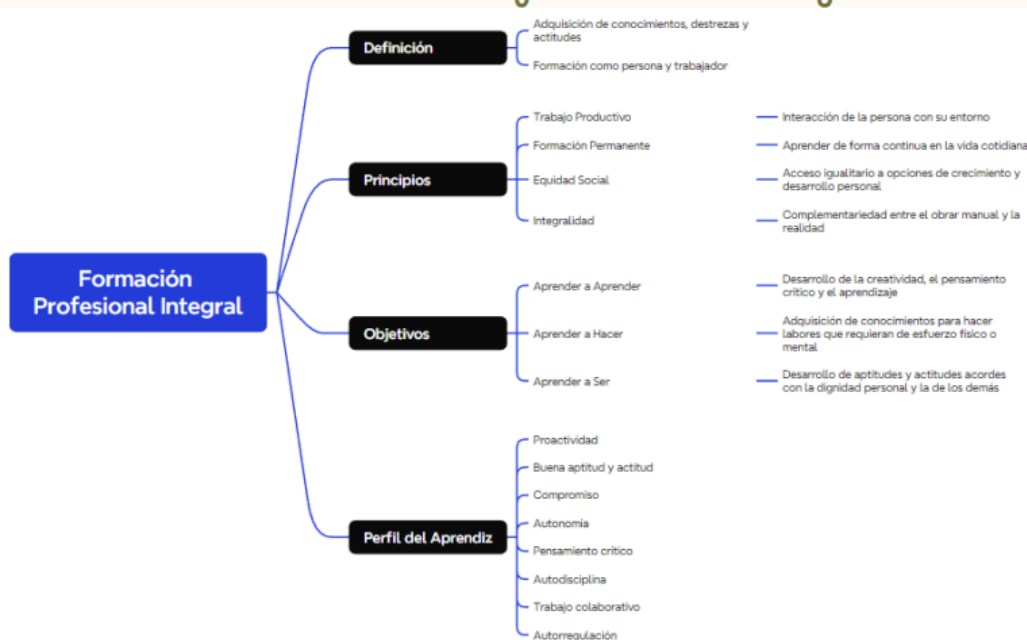 Formación
Profesional Integral
Definición
Adquisición de conocimientos, destrezas y
actitudes
Formación como persona y trabajador
Principios
Trabajo Productivo
Interacción de la persona con su entorno
Formación Permanente
Aprender de forma continua en la vida cotidiana
Equidad Social
Acceso igualitario a opciones de crecimiento y
desarrollo personal
Integralidad
Complementariedad entre el obrar manual y la
realidad
Objetivos
Aprender a Aprender
Desarrollo de la creatividad, el pensamiento
crítico y el aprendizaje
Aprender a Hacer
Adquisición de conocimientos para hacer
labores que requieran de esfuerzo físico o
mental
Aprender a Ser
Desarrollo de aptitudes y actitudes acordes
con la dignidad personal y la de los demás
Perfil del Aprendiz
Proactividad
Buena aptitud y actitud
Compromiso
Autonomía
Pensamiento crítico
Autodisciplina
Trabajo colaborativo
Autorregulación